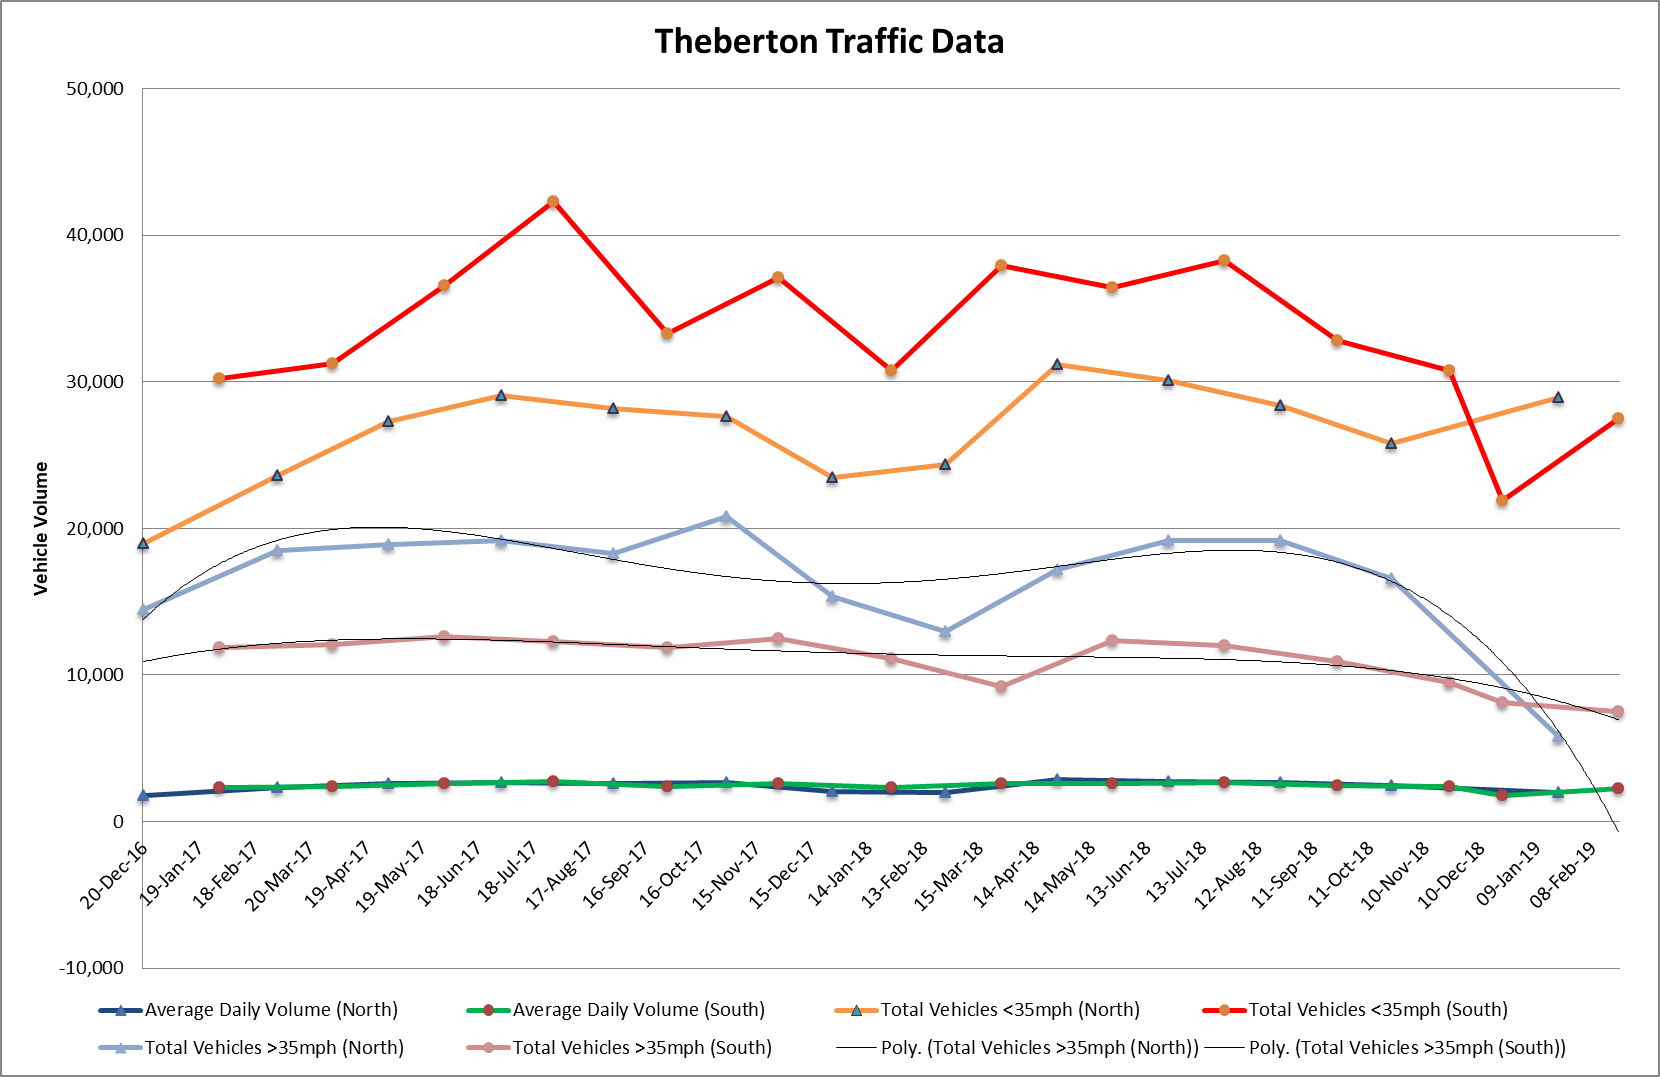 Theberton Traffic Data
50,000
40,000
30,000
20,000
10,000
0
-10,000
Vehicle Volume
20-Dec-16
19-Jan-17
18-Feb-17
20-Mar-17
19-Apr-17
19-May-17
18-Jun-17
18-Jul-17
17-Aug-17
16-Sep-17
16-Oct-17
15-Nov-17
15-Dec-17
14-Jan-18
13-Feb-18
15-Mar-18
14-Apr-18
14-May-18
13-Jun-18
13-Jul-18
12-Aug-18
11-Sep-18
11-Oct-18
10-Nov-18
10-Dec-18
09-Jan-19
08-Feb-19
Average Daily Volume (North)
Average Daily Volume (South)
Total Vehicles <35mph (North)
Total Vehicles <35mph (South)
Total Vehicles >35mph (North)
Total Vehicles >35mph (South)
Poly. (Total Vehicles >35mph (North))
Poly. (Total Vehicles >35mph (South))